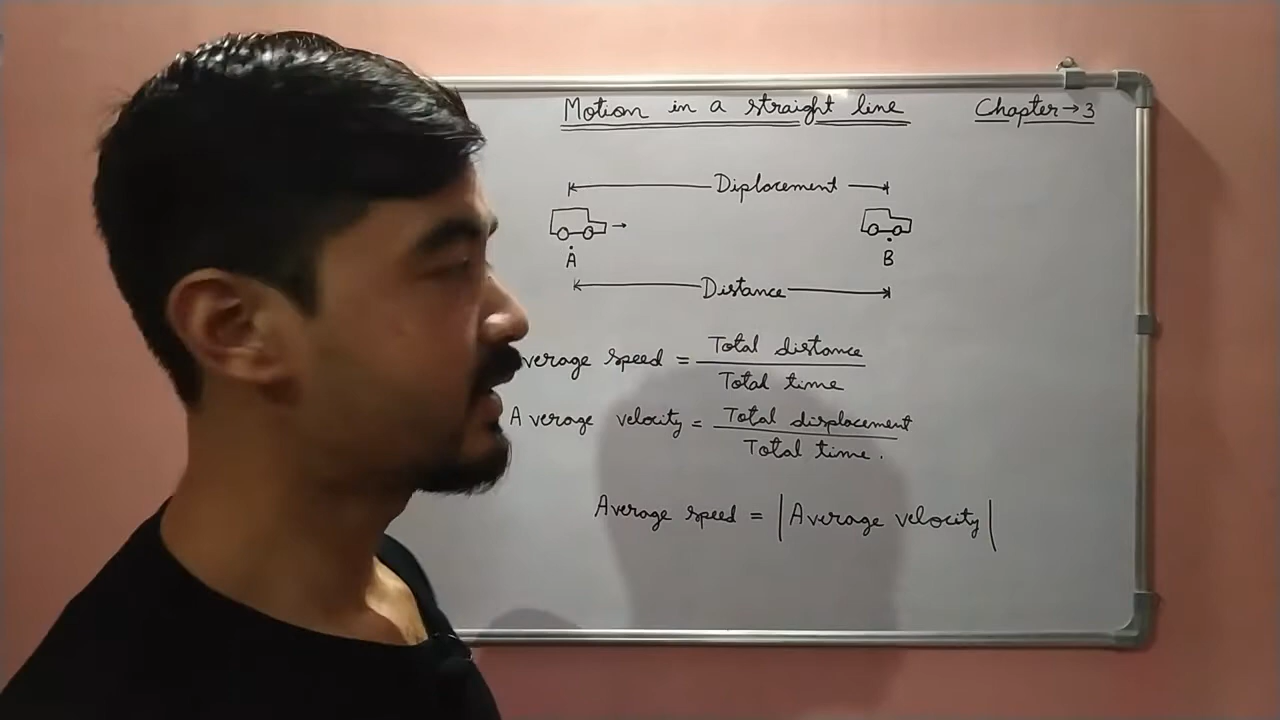 Motion in a straight line Chapter→3
Diplacement
A B
Distance
verage speed = Total distance
Total time
Average velocity = Total displacement
Total time.
Average speed = |Average velocity|